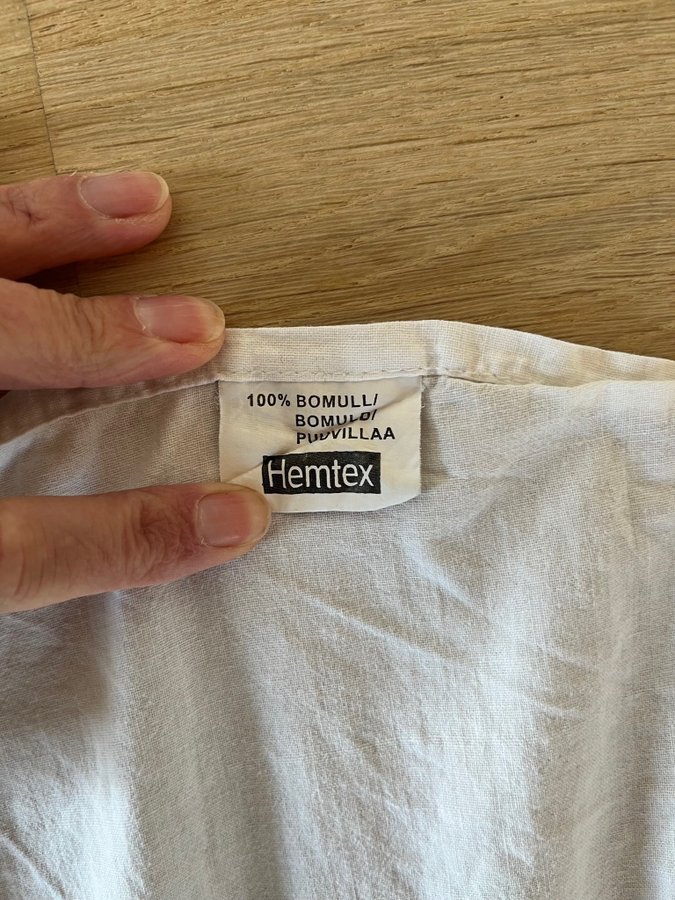 100% BOMULL/
BOMULD/
PUUVILLAA
Hemtex